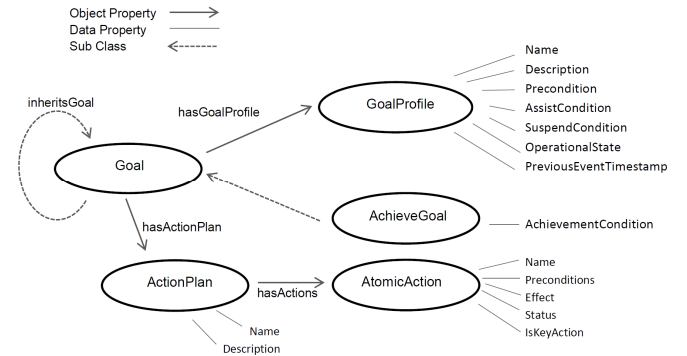 Object Property
Data Property
Sub Class
inheritsGoal
hasGoalProfile
GoalProfile
Name
Description
Precondition
AssistCondition
SuspendCondition
OperationalState
PreviousEventTimestamp
Goal
hasActionPlan
AchieveGoal
AchievementCondition
ActionPlan
hasActions
AtomicAction
Name
Preconditions
Effect
Status
IsKeyAction
Name
Description